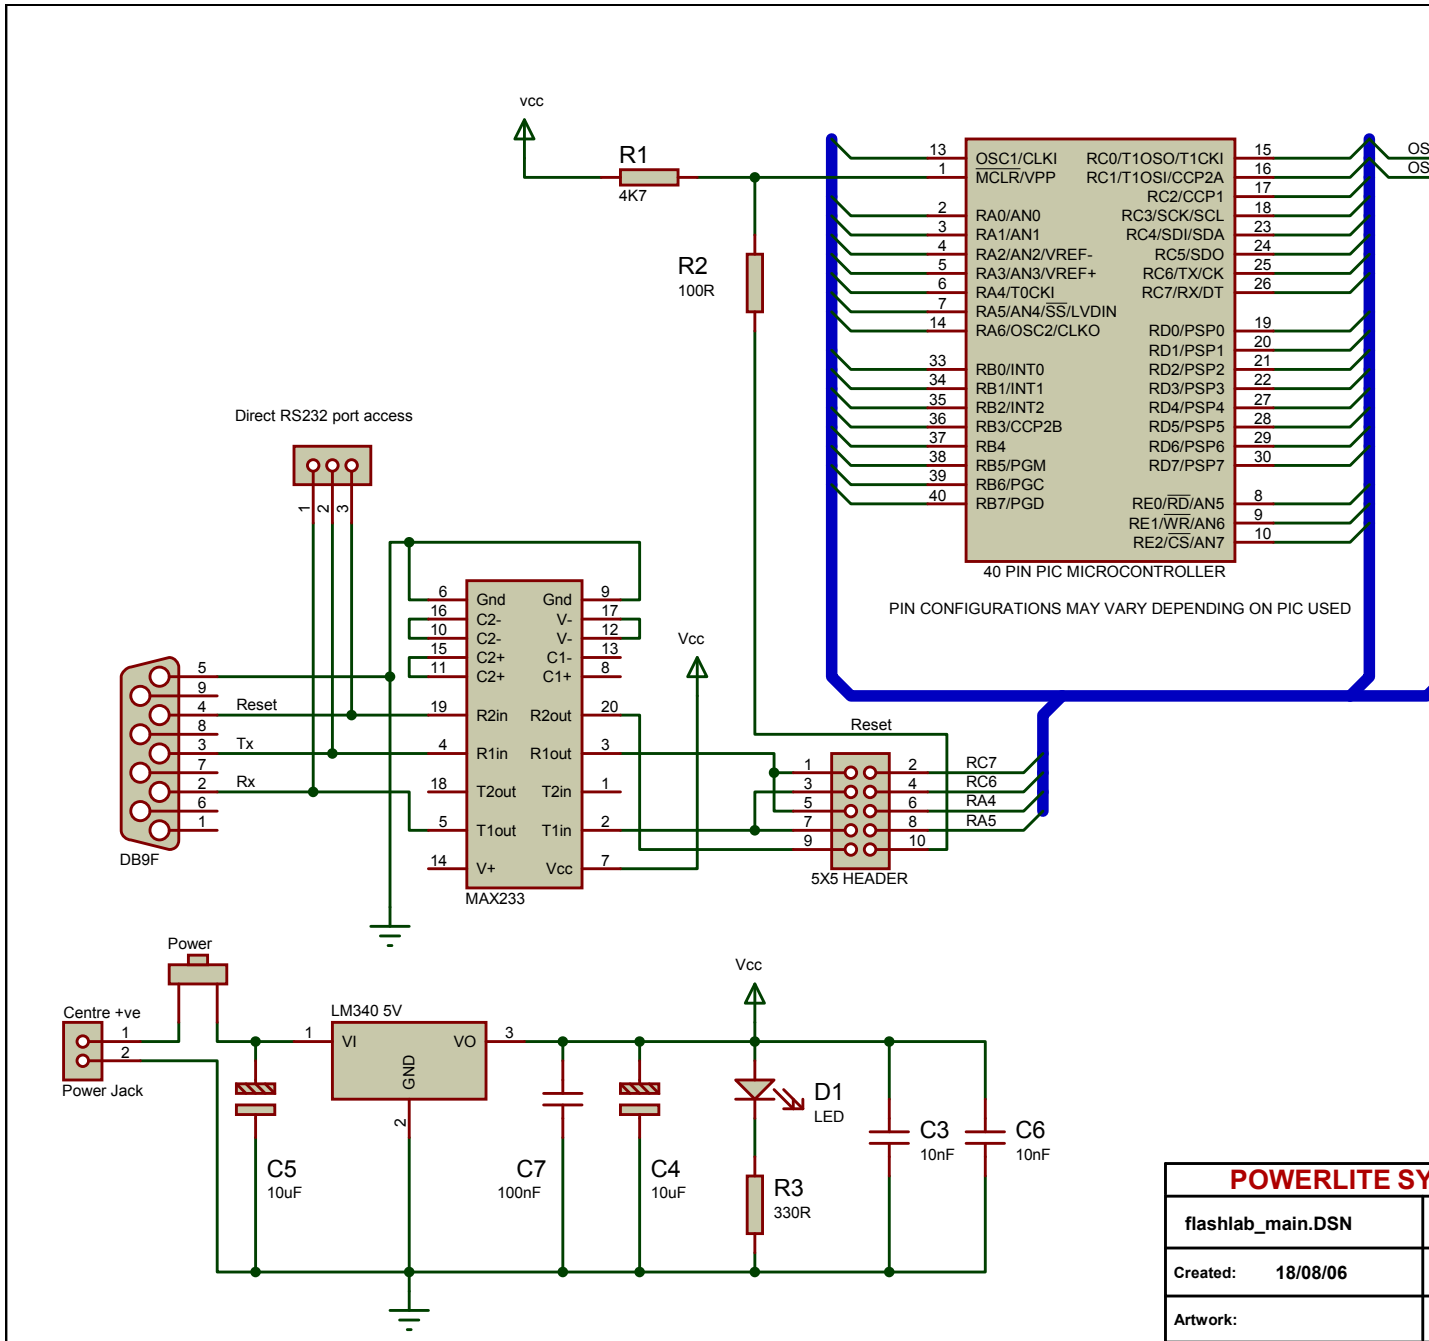 vcc
R1
4K7
R2
100R
13 OSC1/CLKI RC0/T1OSO/T1CKI 15
1 MCLR/VPP RC1/T1OSI/CCP2A 16
RC2/CCP1 17
2 RA0/AN0 RC3/SCK/SCL 18
3 RA1/AN1 RC4/SDI/SDA 23
4 RA2/AN2/VREF- RC5/SDO 24
5 RA3/AN3/VREF+ RC6/TX/CK 25
6 RA4/T0CKI RC7/RX/DT 26
7 RA5/AN4/SS/LVDIN
14 RA6/OSC2/CLKO RD0/PSP0 19
RD1/PSP1 20
33 RB0/INT0 RD2/PSP2 21
34 RB1/INT1 RD3/PSP3 22
35 RB2/INT2 RD4/PSP4 27
36 RB3/CCP2B RD5/PSP5 28
37 RB4 RD6/PSP6 29
38 RB5/PGM RD7/PSP7 30
39 RB6/PGC
40 RB7/PGD RE0/RD/AN5 8
RE1/WR/AN6 9
RE2/CS/AN7 10
OS
OS
40 PIN PIC MICROCONTROLLER
PIN CONFIGURATIONS MAY VARY DEPENDING ON PIC USED
Direct RS232 port access
1 2 3
6 Gnd Gnd 9
16 C2- V- 17
10 C2- V- 12
15 C2+ C1- 13
11 C2+ C1+ 8
19 R2in R2out 20
4 R1in R1out 3
18 T2out T2in 1
5 T1out T1in 2
14 V+ Vcc 7
MAX233
Vcc
5
9
4 Reset
8
3 Tx
7
2 Rx
6
1
DB9F
Reset
1 2 RC7
3 4 RC6
5 6 RA4
7 8 RA5
9 10
5X5 HEADER
Power
Centre +ve
1
2
Power Jack
LM340 5V
1 VI VO 3
GND
2
Vcc
C5
10uF
C7
100nF
C4
10uF
D1
LED
R3
330R
C3
10nF
C6
10nF
POWERLITE SY
flashlab_main.DSN
Created: 18/08/06
Artwork: